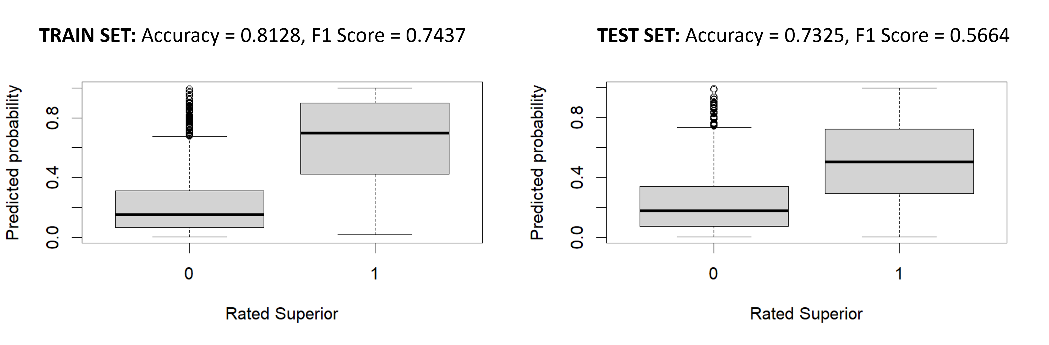 TRAIN SET: Accuracy = 0.8128, F1 Score = 0.7437
Predicted probability
0.8
0.4
0.0
0 1
Rated Superior
TEST SET: Accuracy = 0.7325, F1 Score = 0.5664
Predicted probability
0.8
0.4
0.0
0 1
Rated Superior